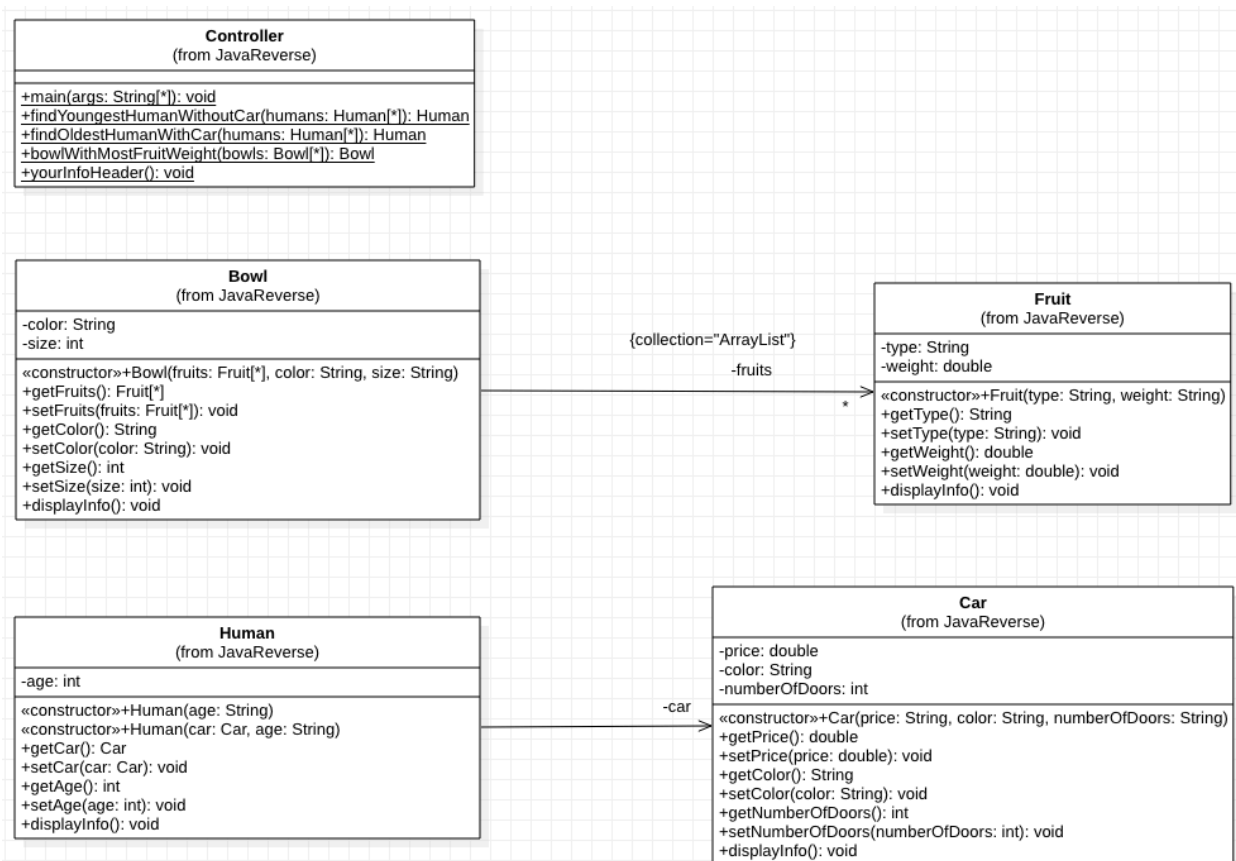 Controller
(from JavaReverse)
+main(args: String[*]): void
+findYoungestHumanWithoutCar(humans: Human[*]): Human
+findOldestHumanWithCar(humans: Human[*]): Human
+bowlWithMostFruitWeight(bowls: Bowl[*]): Bowl
+yourInfoHeader(): void
Bowl
(from JavaReverse)
-color: String
-size: int
«constructor»+Bowl(fruits: Fruit[*], color: String, size: String)
+getFruits(): Fruit[*]
+setFruits(fruits: Fruit[*]): void
+getColor(): String
+setColor(color: String): void
+getSize(): int
+setSize(size: int): void
+displayInfo(): void
{collection="ArrayList"}
-fruits
*
Fruit
(from JavaReverse)
-type: String
-weight: double
«constructor»+Fruit(type: String, weight: String)
+getType(): String
+setType(type: String): void
+getWeight(): double
+setWeight(weight: double): void
+displayInfo(): void
Human
(from JavaReverse)
-age: int
«constructor»+Human(age: String)
«constructor»+Human(car: Car, age: String)
+getCar(): Car
+setCar(car: Car): void
+getAge(): int
+setAge(age: int): void
+displayInfo(): void
-car
Car
(from JavaReverse)
-price: double
-color: String
-numberOfDoors: int
«constructor»+Car(price: String, color: String, numberOfDoors: String)
+getPrice(): double
+setPrice(price: double): void
+getColor(): String
+setColor(color: String): void
+getNumberOfDoors(): int
+setNumberOfDoors(numberOfDoors: int): void
+displayInfo(): void